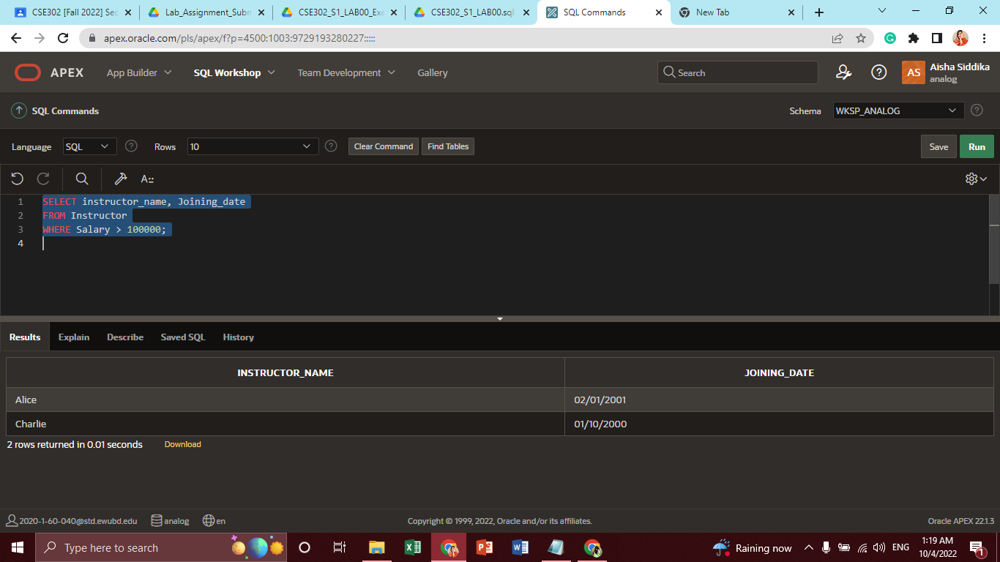 CSE302 [Fall 2022] Sec
Lab_Assignment_Subm
CSE302_S1_LAB00_Exe
CSE302_S1_LAB00.sql
SQL Commands
New Tab
apex.oracle.com/pls/apex/f?p=4500:1003:9729193280227:::::
APEX
App Builder
SQL Workshop
Team Development
Gallery
Search
AS
Aisha Siddika
analog
SQL Commands
Schema
WKSP_ANALOG
Language
SQL
Rows
10
Clear Command
Find Tables
Save
Run
A::
1 SELECT instructor_name, Joining_date
2 FROM Instructor
3 WHERE Salary > 100000;
4
Results
Explain
Describe
Saved SQL
History
INSTRUCTOR_NAME JOINING_DATE
Alice 02/01/2001
Charlie 01/10/2000
2 rows returned in 0.01 seconds
Download
2020-1-60-040@std.ewubd.edu
analog
en
Copyright © 1999, 2022, Oracle and/or its affiliates.
Oracle APEX 22.1.3
Type here to search
Raining now
ENG
1:19 AM
10/4/2022
1